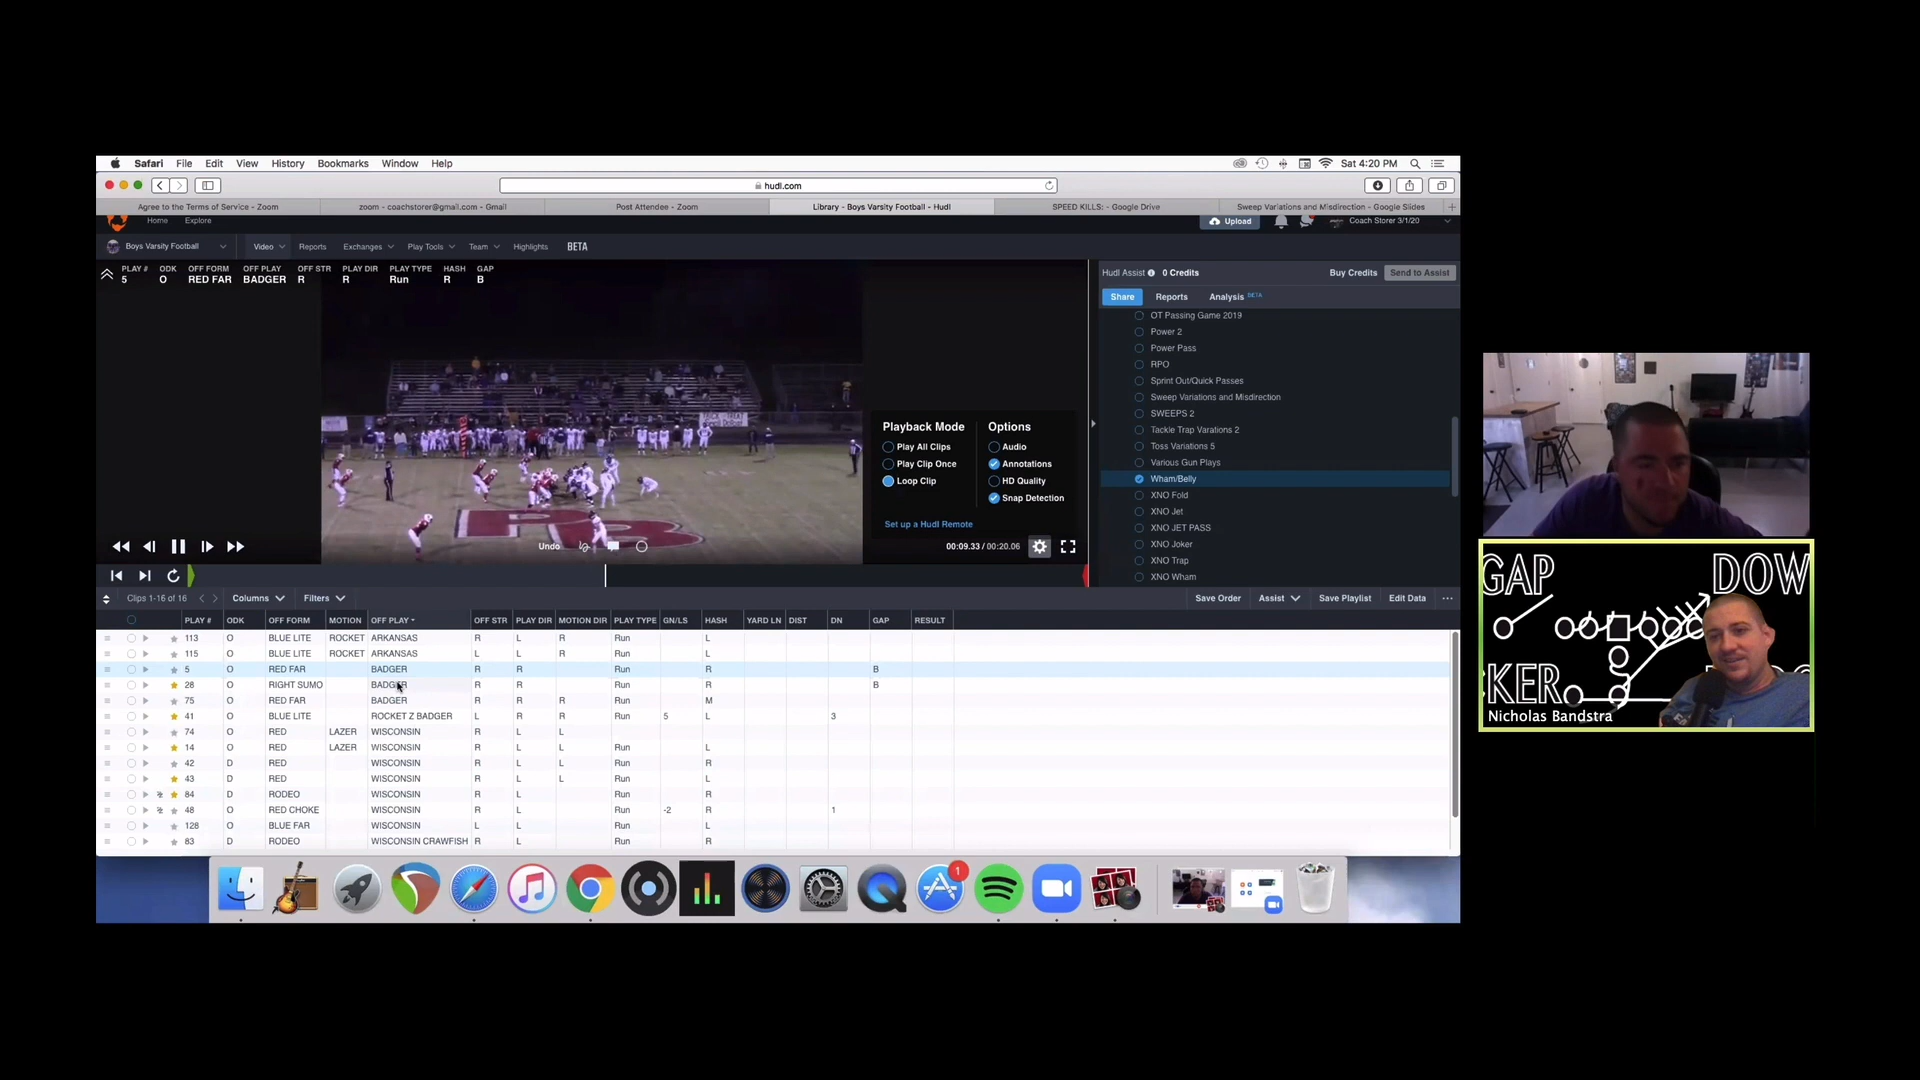 Safari File Edit View History Bookmarks Window Help Sat 4:20 PM
hudl.com
Agree to the Terms of Service - Zoom zoom - coachstorer@gmail.com - Gmail Post Attendee - Zoom Library - Boys Varsity Football - Hudl SPEED KILLS: - Google Drive Sweep Variations and Misdirection - Google Slides
Home Explore Upload Coach Storer 3/1/20
Boys Varsity Football Video Reports Exchanges Play Tools Team Highlights BETA
PLAY # ODK OFF FORM OFF PLAY OFF STR PLAY DIR PLAY TYPE HASH GAP
5 O RED FAR BADGER R R Run R B
Hudl Assist 0 Credits Buy Credits Send to Assist
Share Reports Analysis BETA
OT Passing Game 2019
Power 2
Power Pass
RPO
Sprint Out/Quick Passes
Sweep Variations and Misdirection
SWEEPS 2
Tackle Trap Varations 2
Toss Variations 5
Various Gun Plays
Wham/Belly
XNO Fold
XNO Jet
XNO JET PASS
XNO Joker
XNO Trap
XNO Wham
Playback Mode Options
Play All Clips Audio
Play Clip Once Annotations
Loop Clip HD Quality
Snap Detection
Set up a Hudl Remote
Undo 00:09.33 / 00:20.06
Clips 1-16 of 16 Columns Filters Save Order Assist Save Playlist Edit Data
PLAY # ODK OFF FORM MOTION OFF PLAY OFF STR PLAY DIR MOTION DIR PLAY TYPE GN/LS HASH YARD LN DIST DN GAP RESULT
113 O BLUE LITE ROCKET ARKANSAS R L R Run L
115 O BLUE LITE ROCKET ARKANSAS R L R Run L
5 O RED FAR BADGER R R Run R B
28 O RIGHT SUMO BADGER R R Run R B
75 O RED FAR BADGER R R R Run M
41 O BLUE LITE ROCKET Z BADGER L R R Run 5 L 3
74 O RED LAZER WISCONSIN R L L
14 O RED LAZER WISCONSIN R L L Run L
42 D RED WISCONSIN R L L Run R
43 D RED WISCONSIN R L L Run L
84 D RODEO WISCONSIN R L Run R
48 O RED CHOKE WISCONSIN R L Run -2 R 1
128 O BLUE FAR WISCONSIN L L Run L
83 D RODEO WISCONSIN CRAWFISH R L Run R
1
GAP DOW
KER
Nicholas Bandstra